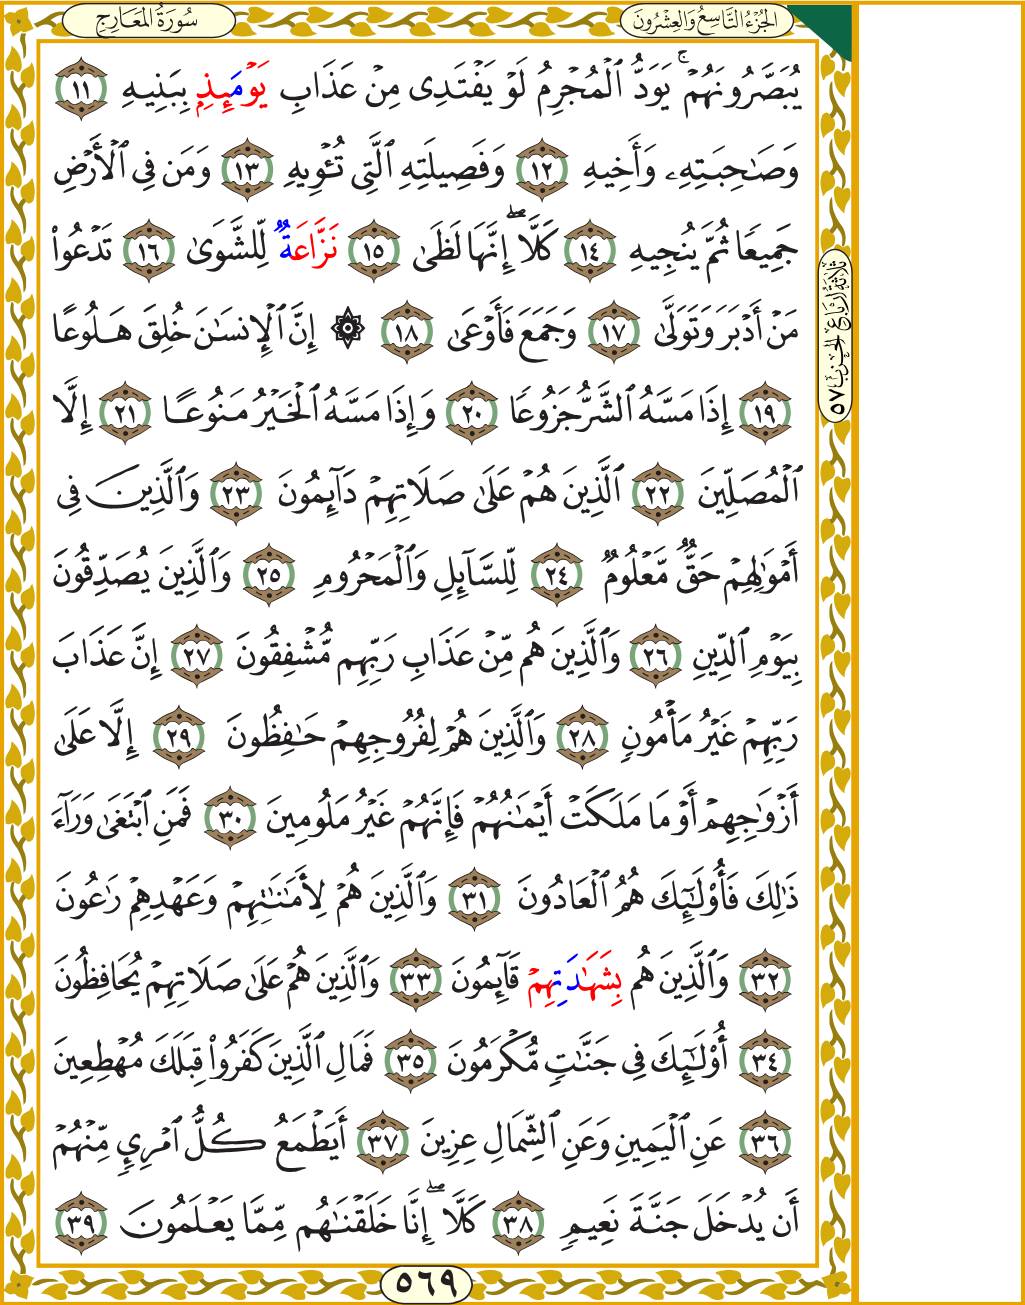 سُورَةُ المَعَارِجِ
الجُزْءُ التَّاسِعُ وَالعِشْرُونَ
يُبَصَّرُونَهُمْۚ يَوَدُّ ٱلْمُجْرِمُ لَوْ يَفْتَدِى مِنْ عَذَابِ يَوْمَئِذٍۭ بِبَنِيهِ ١١
وَصَٰحِبَتِهِۦ وَأَخِيهِ ١٢ وَفَصِيلَتِهِ ٱلَّتِى تُـْٔوِيهِ ١٣ وَمَن فِى ٱلْأَرْضِ
جَمِيعًا ثُمَّ يُنجِيهِ ١٤ كَلَّآۖ إِنَّهَا لَظَىٰ ١٥ نَزَّاعَةٌ لِّلشَّوَىٰ ١٦ تَدْعُوا۟
مَنْ أَدْبَرَ وَتَوَلَّىٰ ١٧ وَجَمَعَ فَأَوْعَىٰ ١٨ ۞ إِنَّ ٱلْإِنسَٰنَ خُلِقَ هَلُوعًا
١٩ إِذَا مَسَّهُ ٱلشَّرُّ جَزُوعًا ٢٠ وَإِذَا مَسَّهُ ٱلْخَيْرُ مَنُوعًا ٢١ إِلَّا
ٱلْمُصَلِّينَ ٢٢ ٱلَّذِينَ هُمْ عَلَىٰ صَلَاتِهِمْ دَآئِمُونَ ٢٣ وَٱلَّذِينَ فِىٓ
أَمْوَٰلِهِمْ حَقٌّ مَّعْلُومٌ ٢٤ لِّلسَّآئِلِ وَٱلْمَحْرُومِ ٢٥ وَٱلَّذِينَ يُصَدِّقُونَ
بِيَوْمِ ٱلدِّينِ ٢٦ وَٱلَّذِينَ هُم مِّنْ عَذَابِ رَبِّهِم مُّشْفِقُونَ ٢٧ إِنَّ عَذَابَ
رَبِّهِمْ غَيْرُ مَأْمُونٍ ٢٨ وَٱلَّذِينَ هُمْ لِفُرُوجِهِمْ حَٰفِظُونَ ٢٩ إِلَّا عَلَىٰٓ
أَزْوَٰجِهِمْ أَوْ مَا مَلَكَتْ أَيْمَٰنُهُمْ فَإِنَّهُمْ غَيْرُ مَلُومِينَ ٣٠ فَمَنِ ٱبْتَغَىٰ وَرَآءَ
ذَٰلِكَ فَأُو۟لَٰٓئِكَ هُمُ ٱلْعَادُونَ ٣١ وَٱلَّذِينَ هُمْ لِأَمَٰنَٰتِهِمْ وَعَهْدِهِمْ رَٰعُونَ
٣٢ وَٱلَّذِينَ هُم بِشَهَٰدَٰتِهِمْ قَآئِمُونَ ٣٣ وَٱلَّذِينَ هُمْ عَلَىٰ صَلَاتِهِمْ يُحَافِظُونَ
٣٤ أُو۟لَٰٓئِكَ فِى جَنَّٰتٍ مُّكْرَمُونَ ٣٥ فَمَالِ ٱلَّذِينَ كَفَرُوا۟ قِبَلَكَ مُهْطِعِينَ
٣٦ عَنِ ٱلْيَمِينِ وَعَنِ ٱلشِّمَالِ عِزِينَ ٣٧ أَيَطْمَعُ كُلُّ ٱمْرِئٍ مِّنْهُمْ
أَن يُدْخَلَ جَنَّةَ نَعِيمٍ ٣٨ كَلَّآۖ إِنَّا خَلَقْنَٰهُم مِّمَّا يَعْلَمُونَ ٣٩
ثَلَاثَةُ أَرْبَاعِ الحِزْبِ ٥٧
٥٦٩